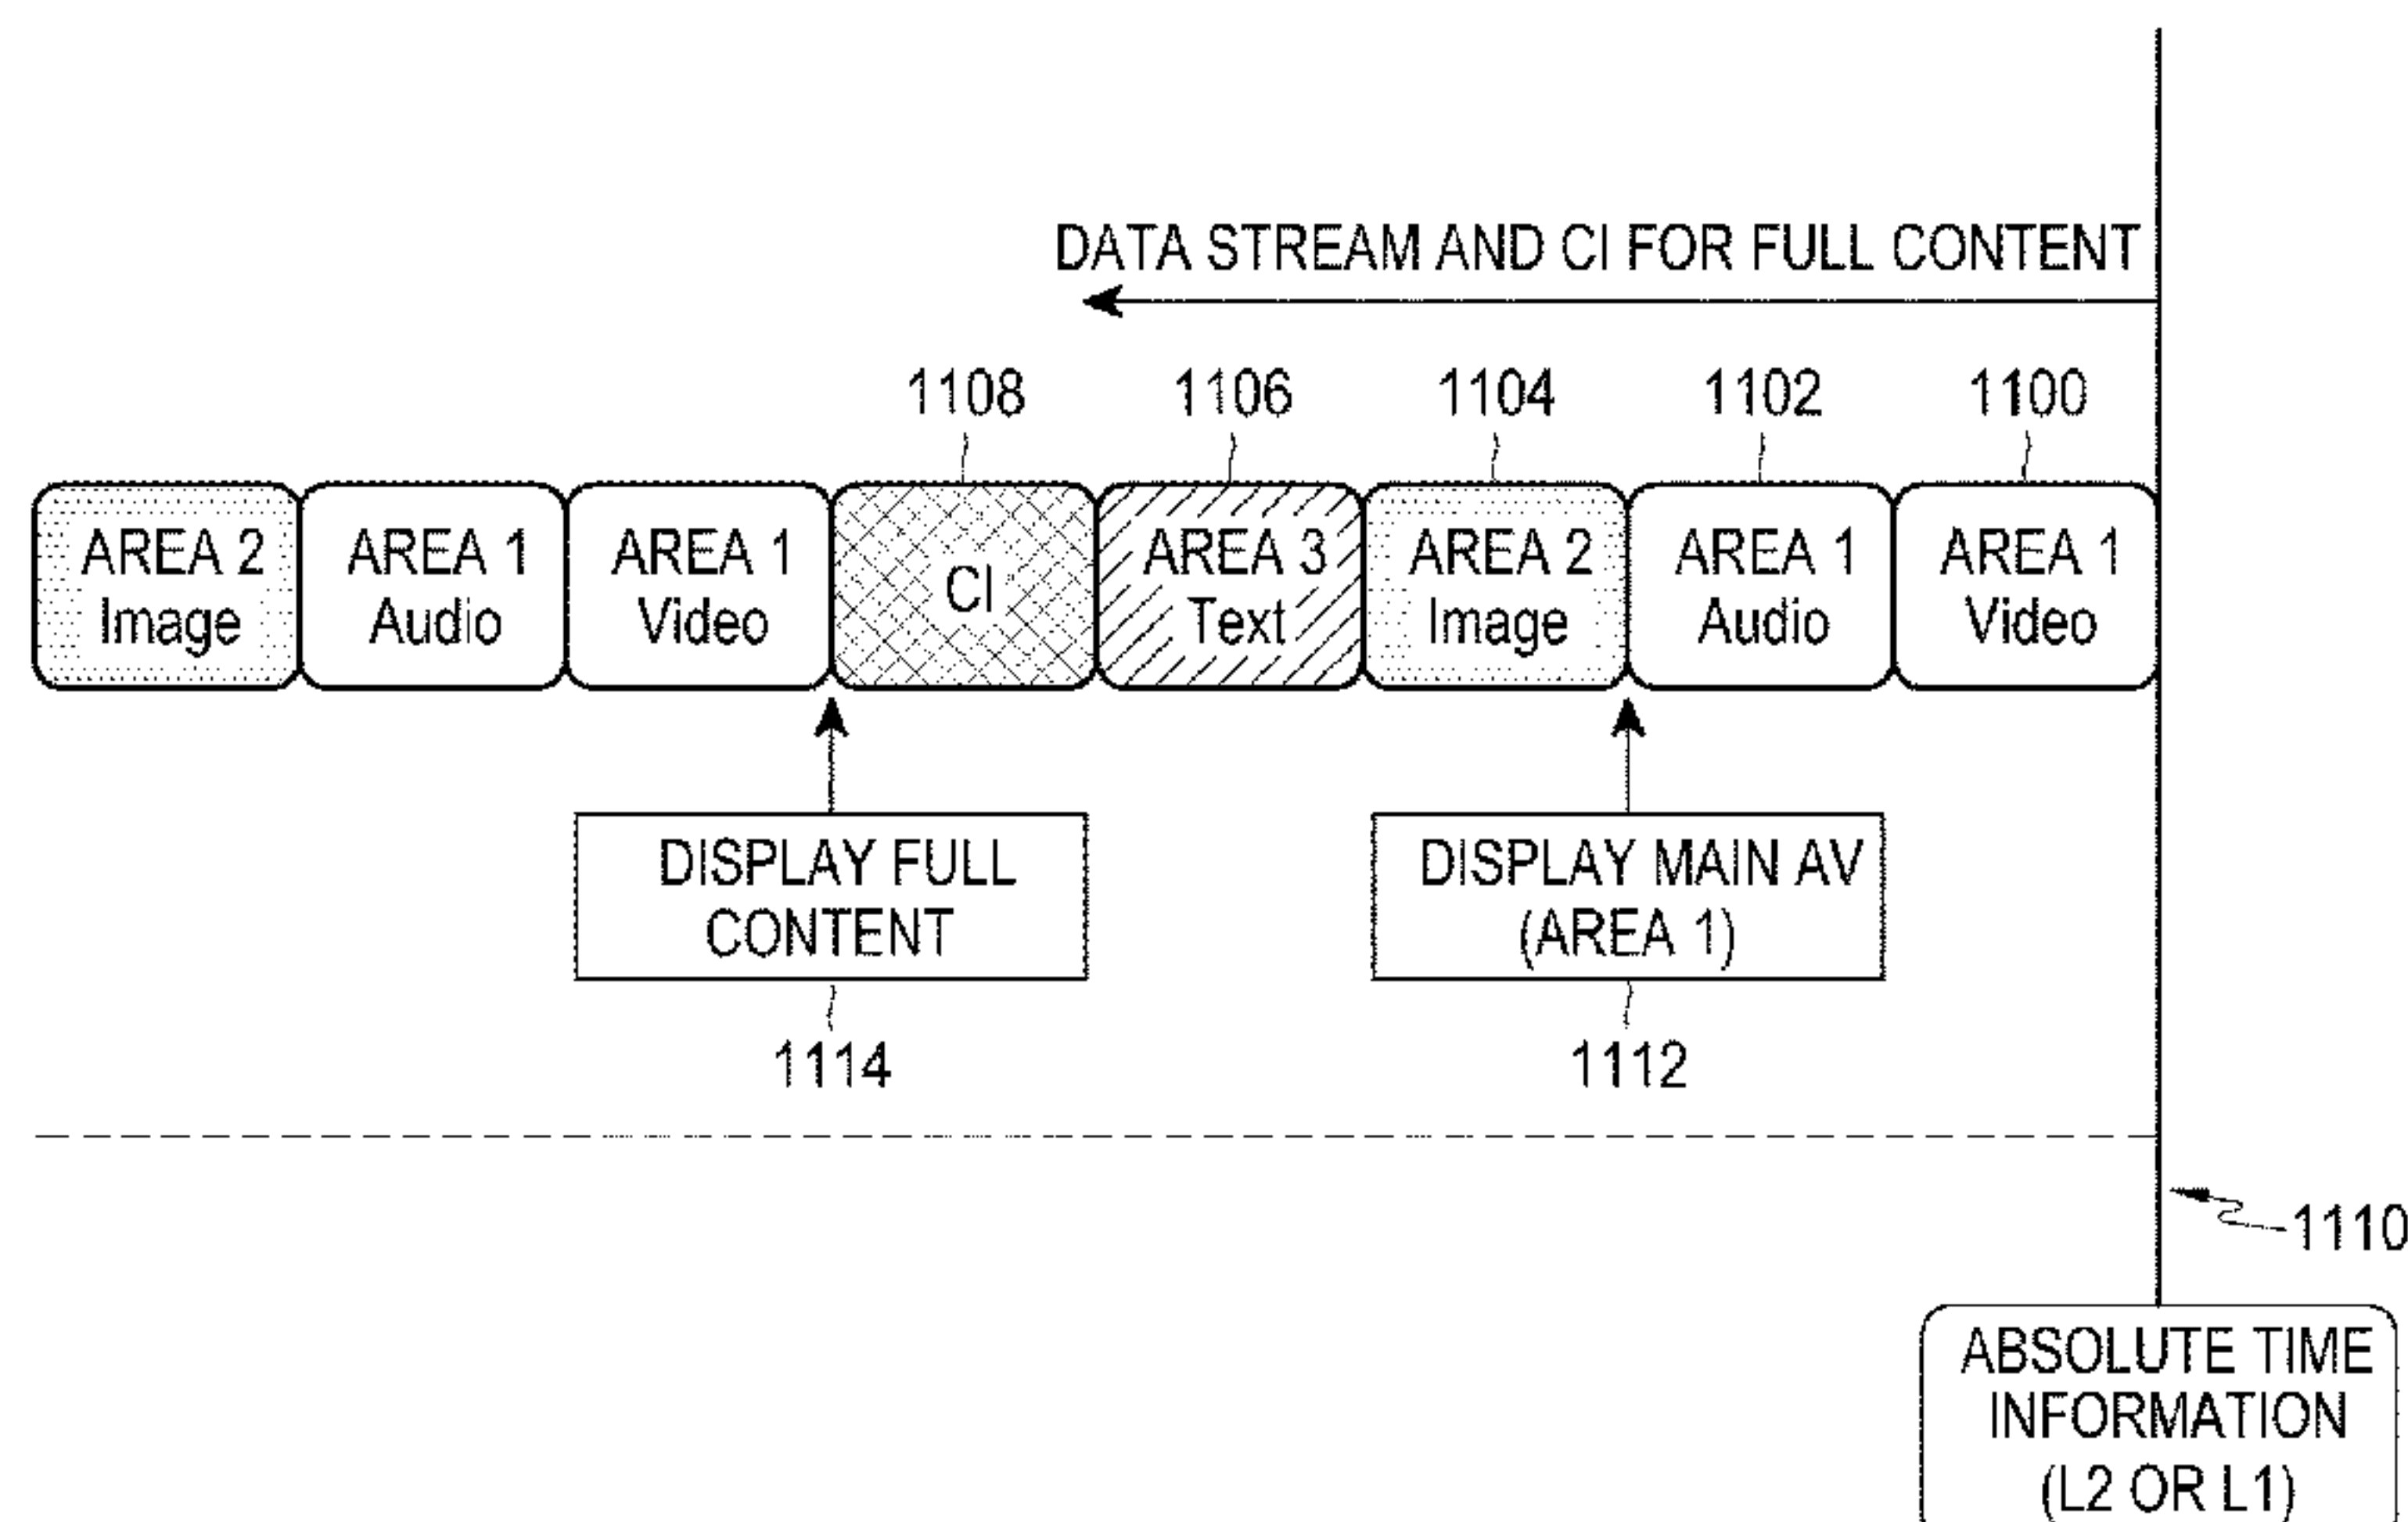 DATA STREAM AND CI FOR FULL CONTENT
1108 1106 1104 1102 1100
AREA 2 AREA 1 AREA 1 CI AREA 3 AREA 2 AREA 1 AREA 1
Image Audio Video Text Image Audio Video
DISPLAY FULL
CONTENT
DISPLAY MAIN AV
(AREA 1)
1114 1112
1110
ABSOLUTE TIME
INFORMATION
(L2 OR L1)